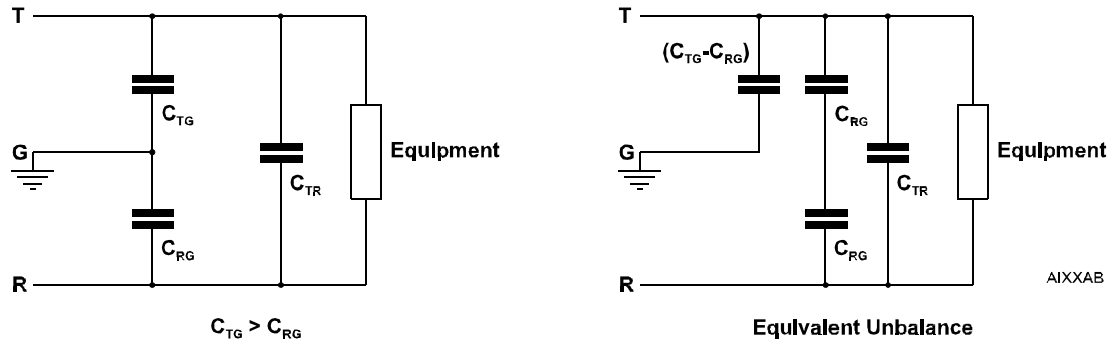 T
C_TG
G
C_TR
Equipment
C_RG
R
C_TG > C_RG
T
(C_TG-C_RG)
C_RG
G
C_TR
Equipment
C_RG
R
AIXXAB
Equivalent Unbalance